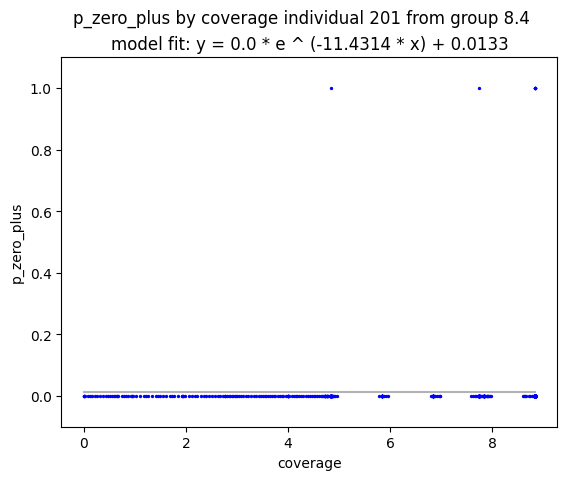 p_zero_plus by coverage individual 201 from group 8.4
model fit: y = 0.0 * e ^ (-11.4314 * x) + 0.0133
1.0
0.8
0.6
0.4
0.2
0.0
p_zero_plus
0 2 4 6 8
coverage